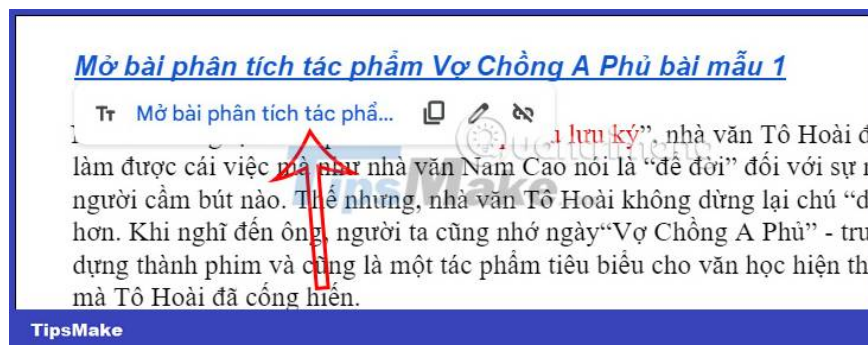 Mở bài phân tích tác phẩm Vợ Chồng A Phủ bài mẫu 1
Tт Mở bài phân tích tác phẩ...
lưu ký”, nhà văn Tô Hoài đ
làm được cái việc mà như nhà văn Nam Cao nói là “để đời” đối với sự n
người cầm bút nào. Thế nhưng, nhà văn Tô Hoài không dừng lại chú “d
hơn. Khi nghĩ đến ông, người ta cũng nhớ ngày“Vợ Chồng A Phủ” - tru
dựng thành phim và cũng là một tác phẩm tiêu biểu cho văn học hiện th
mà Tô Hoài đã cống hiến.
TipsMake
TipsMake